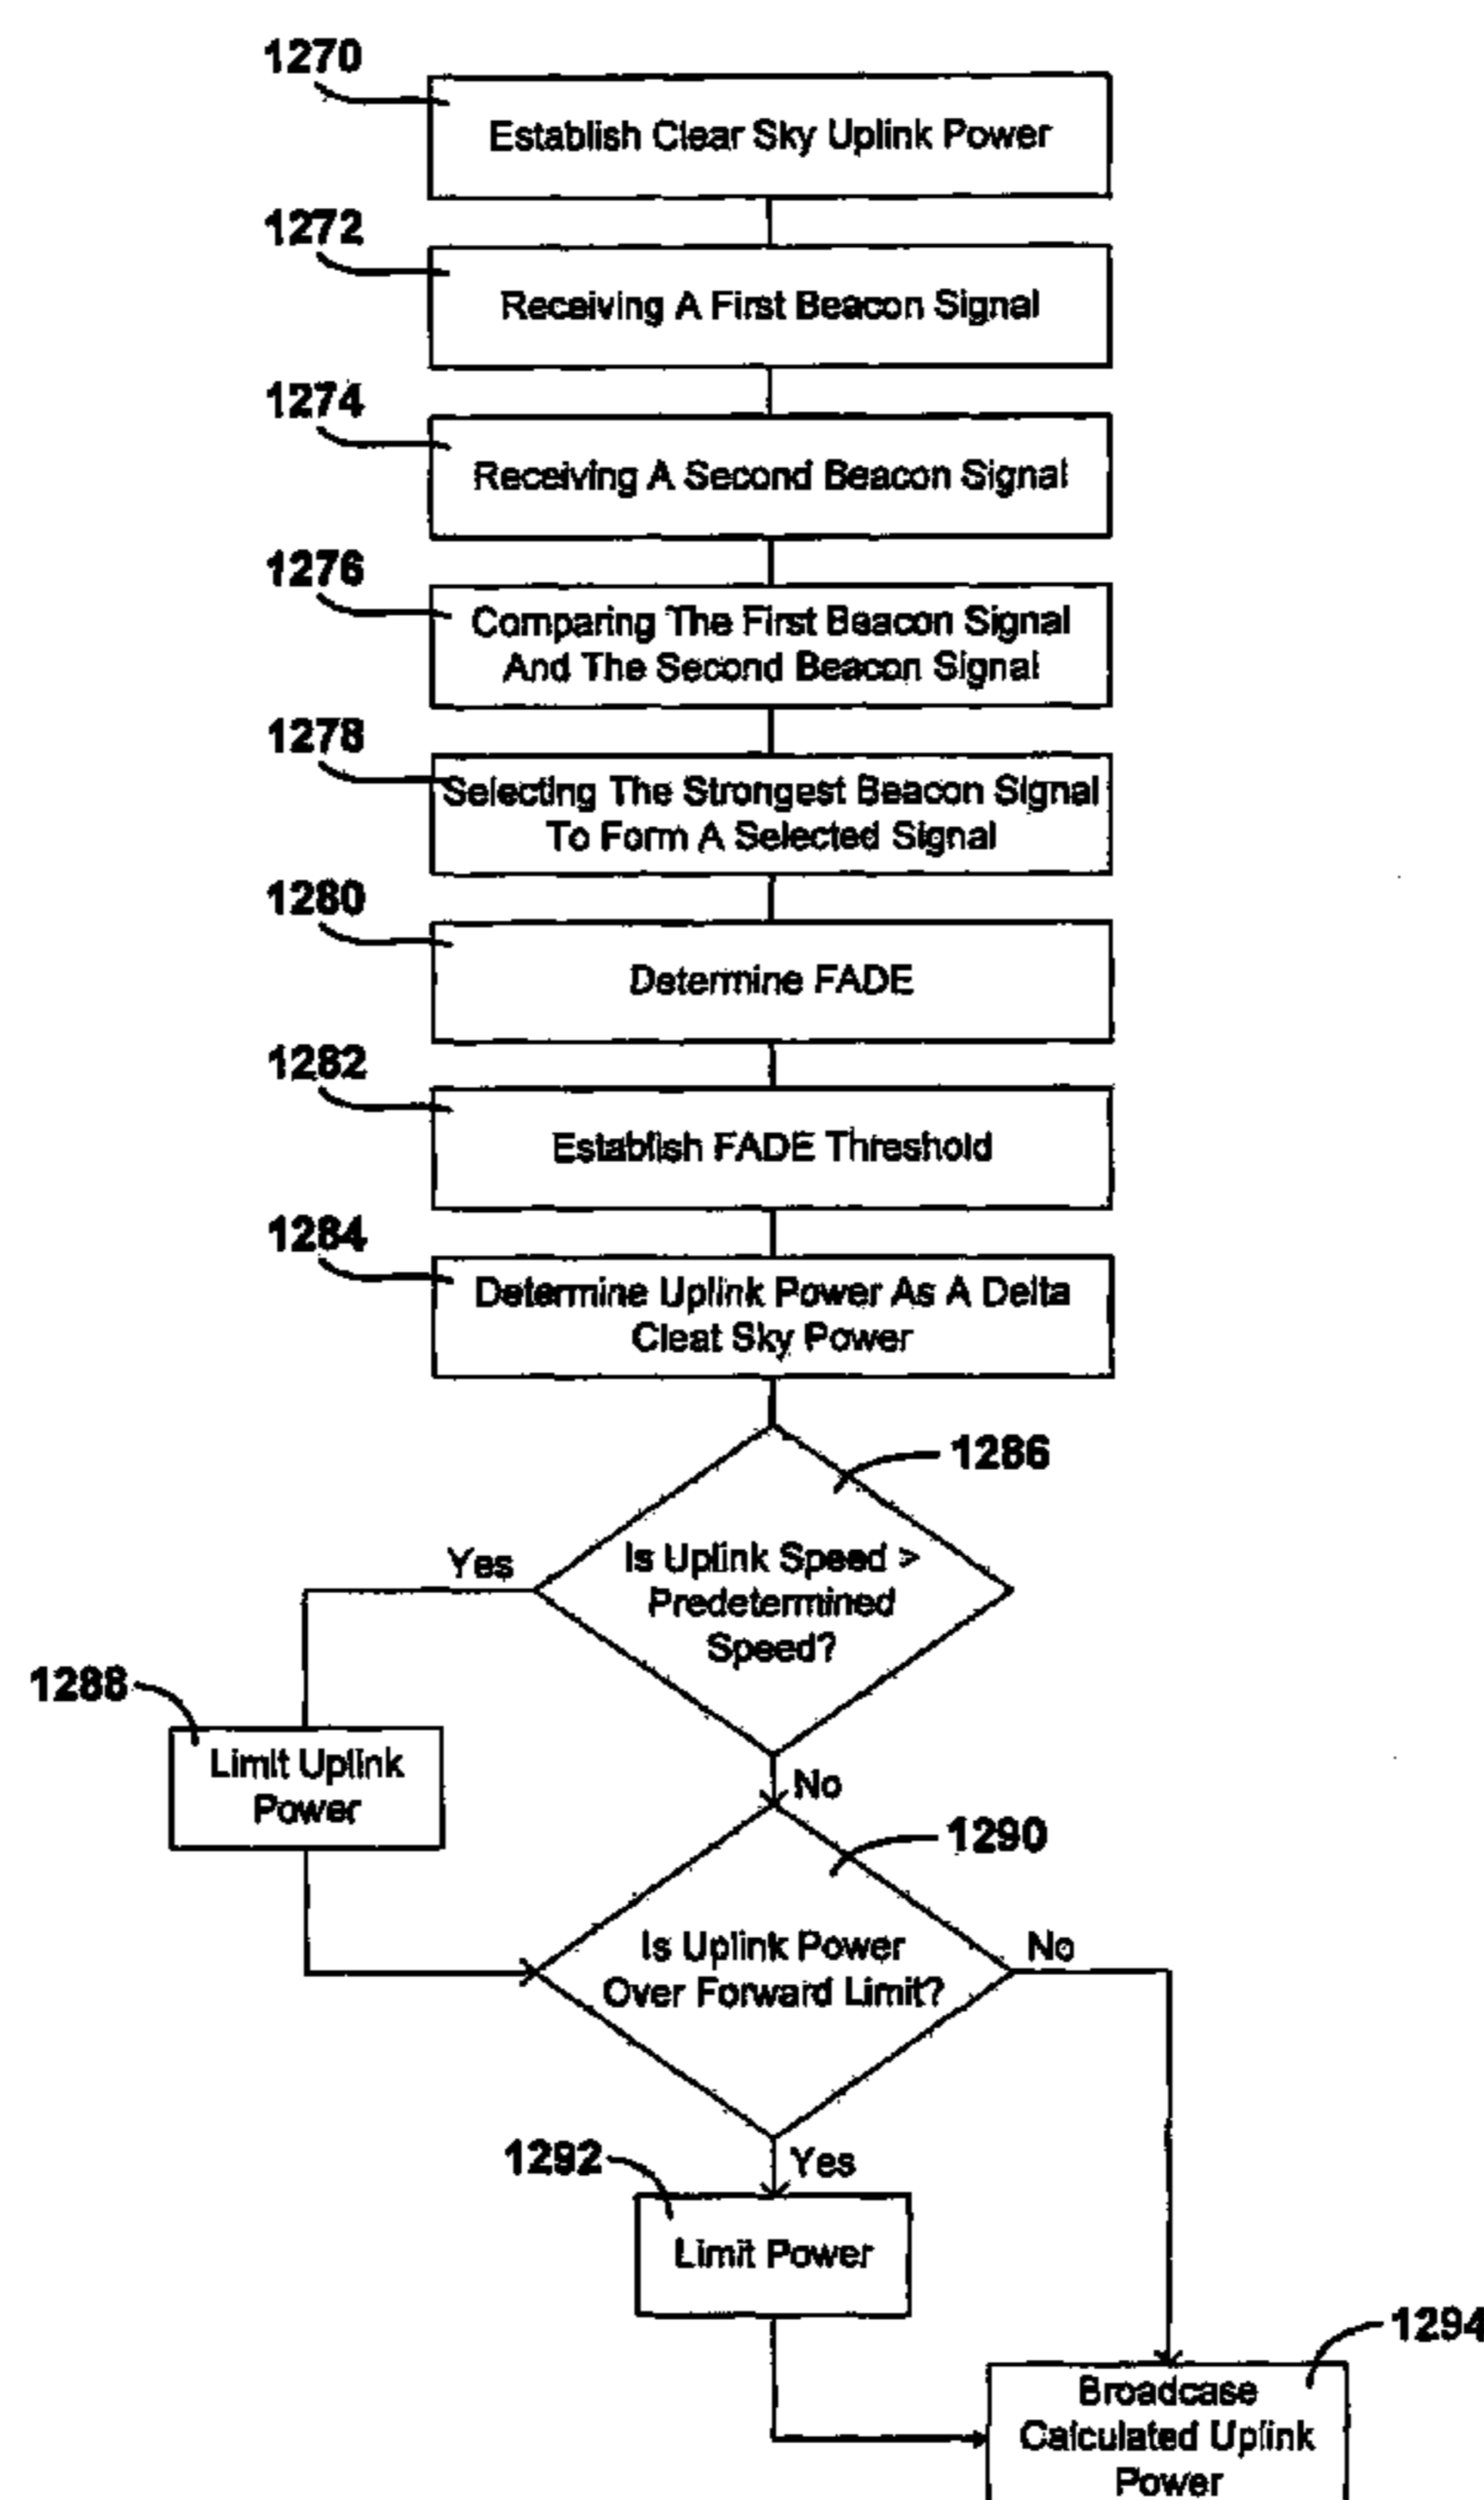 1270
Establish Clear Sky Uplink Power
1272
Receiving A First Beacon Signal
1274
Receiving A Second Beacon Signal
1276
Comparing The First Beacon Signal
And The Second Beacon Signal
1278
Selecting The Strongest Beacon Signal
To Form A Selected Signal
1280
Determine FADE
1282
Establish FADE Threshold
1284
Determine Uplink Power As A Delta
Cleat Sky Power
1286
Is Uplink Speed >
Predetermined
Speed?
Yes
1288
Limit Uplink
Power
No
1290
Is Uplink Power
Over Forward Limit?
No
1292
Yes
Limit Power
1294
Broadcase
Calculated Uplink
Power